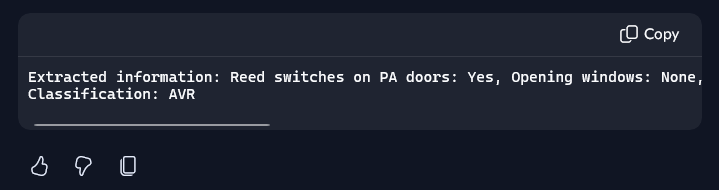 Copy
Extracted information: Reed switches on PA doors: Yes, Opening windows: None,
Classification: AVR